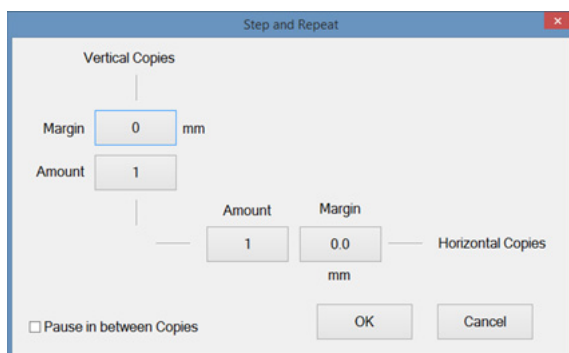 Step and Repeat
x
Vertical Copies
Margin 0 mm
Amount 1
Amount Margin
1 0.0 Horizontal Copies
mm
Pause in between Copies OK Cancel